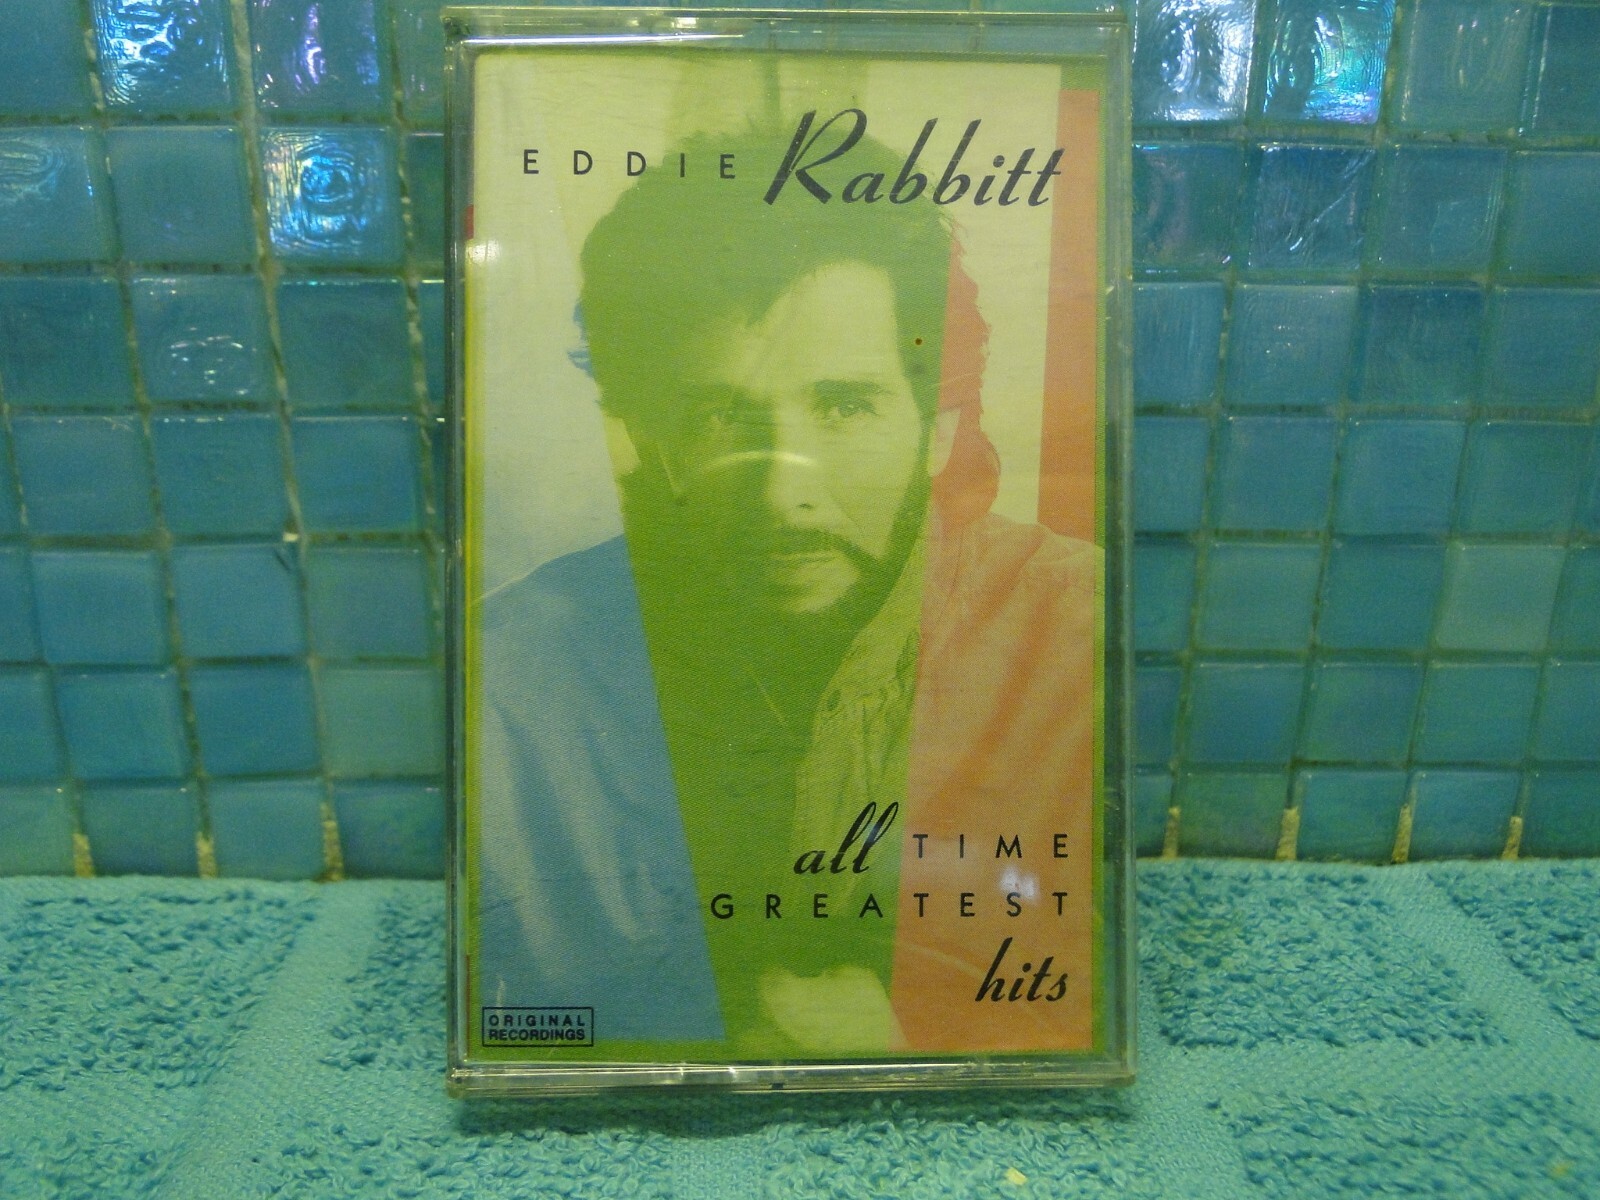 EDDIE Rabbitt
all TIME
GREATEST
hits
ORIGINAL
RECORDINGS